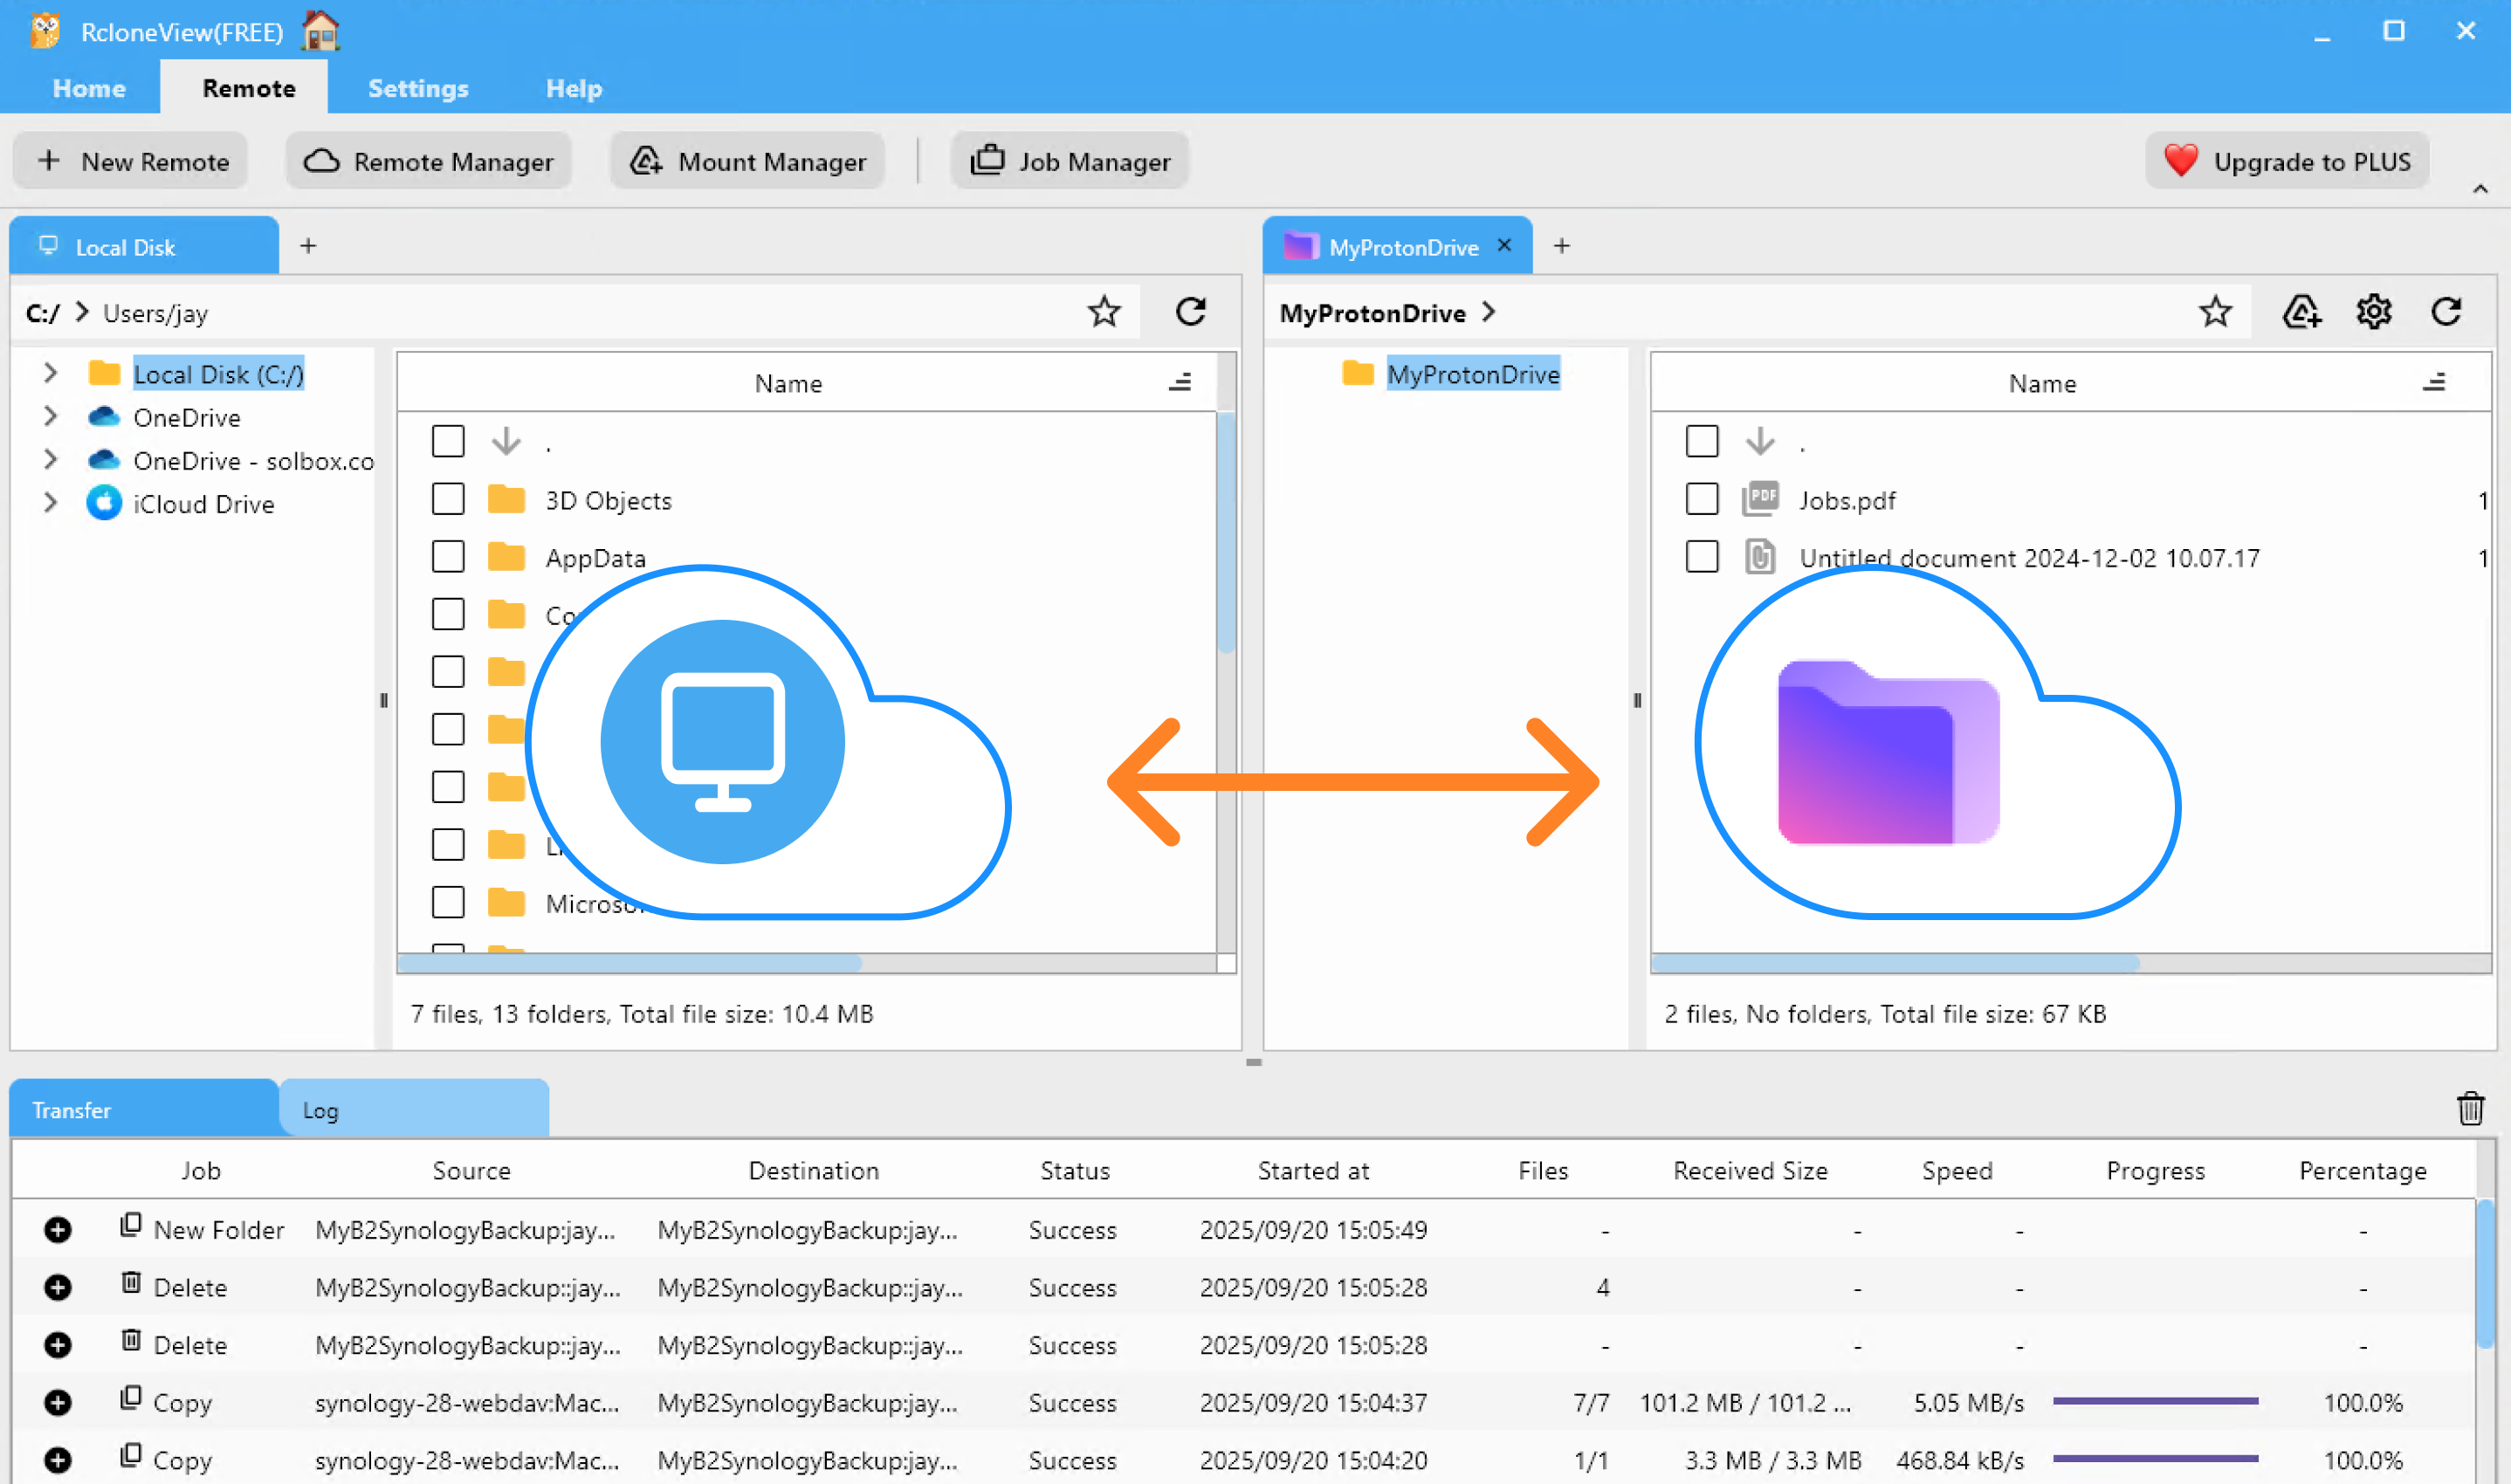 RcloneView(FREE)
Home Remote Settings Help
New Remote Remote Manager Mount Manager Job Manager Upgrade to PLUS
Local Disk
C:/ Users/jay
Local Disk (C:/)
OneDrive
OneDrive - solbox.co
iCloud Drive
Name
.
3D Objects
AppData
7 files, 13 folders, Total file size: 10.4 MB
MyProtonDrive
MyProtonDrive
MyProtonDrive
Name
.
Jobs.pdf 1
Untitled document 2024-12-02 10.07.17 1
2 files, No folders, Total file size: 67 KB
Transfer Log
Job Source Destination Status Started at Files Received Size Speed Progress Percentage
New Folder MyB2SynologyBackup:jay... MyB2SynologyBackup:jay... Success 2025/09/20 15:05:49 - - - -
Delete MyB2SynologyBackup::jay... MyB2SynologyBackup::jay... Success 2025/09/20 15:05:28 4 - - -
Delete MyB2SynologyBackup::jay... MyB2SynologyBackup::jay... Success 2025/09/20 15:05:28 - - - -
Copy synology-28-webdav:Mac... MyB2SynologyBackup:jay... Success 2025/09/20 15:04:37 7/7 101.2 MB / 101.2 ... 5.05 MB/s 100.0%
Copy synology-28-webdav:Mac... MyB2SynologyBackup:jay... Success 2025/09/20 15:04:20 1/1 3.3 MB / 3.3 MB 468.84 kB/s 100.0%